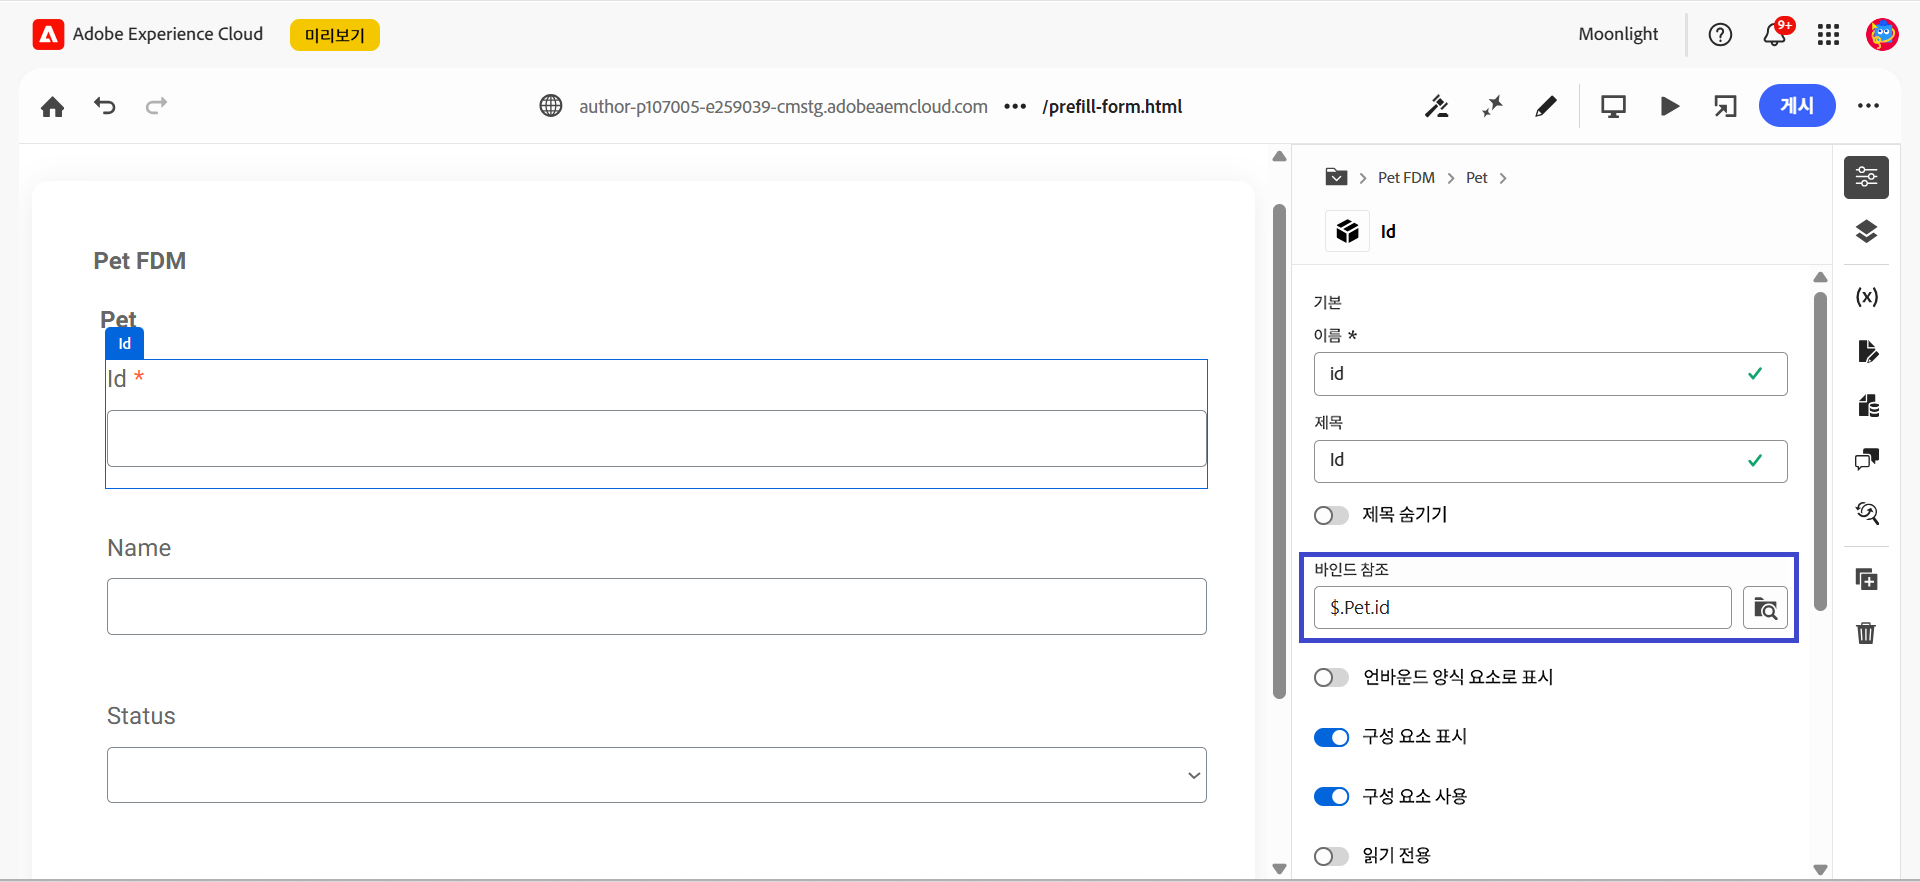 Adobe Experience Cloud
미리보기
Moonlight
9+
author-p107005-e259039-cmstg.adobeaemcloud.com ••• /prefill-form.html
게시
Pet FDM
Pet
Id
Id *
Name
Status
Pet FDM > Pet >
Id
기본
이름 *
id
제목
Id
제목 숨기기
바인드 참조
$.Pet.id
언바운드 양식 요소로 표시
구성 요소 표시
구성 요소 사용
읽기 전용
(x)